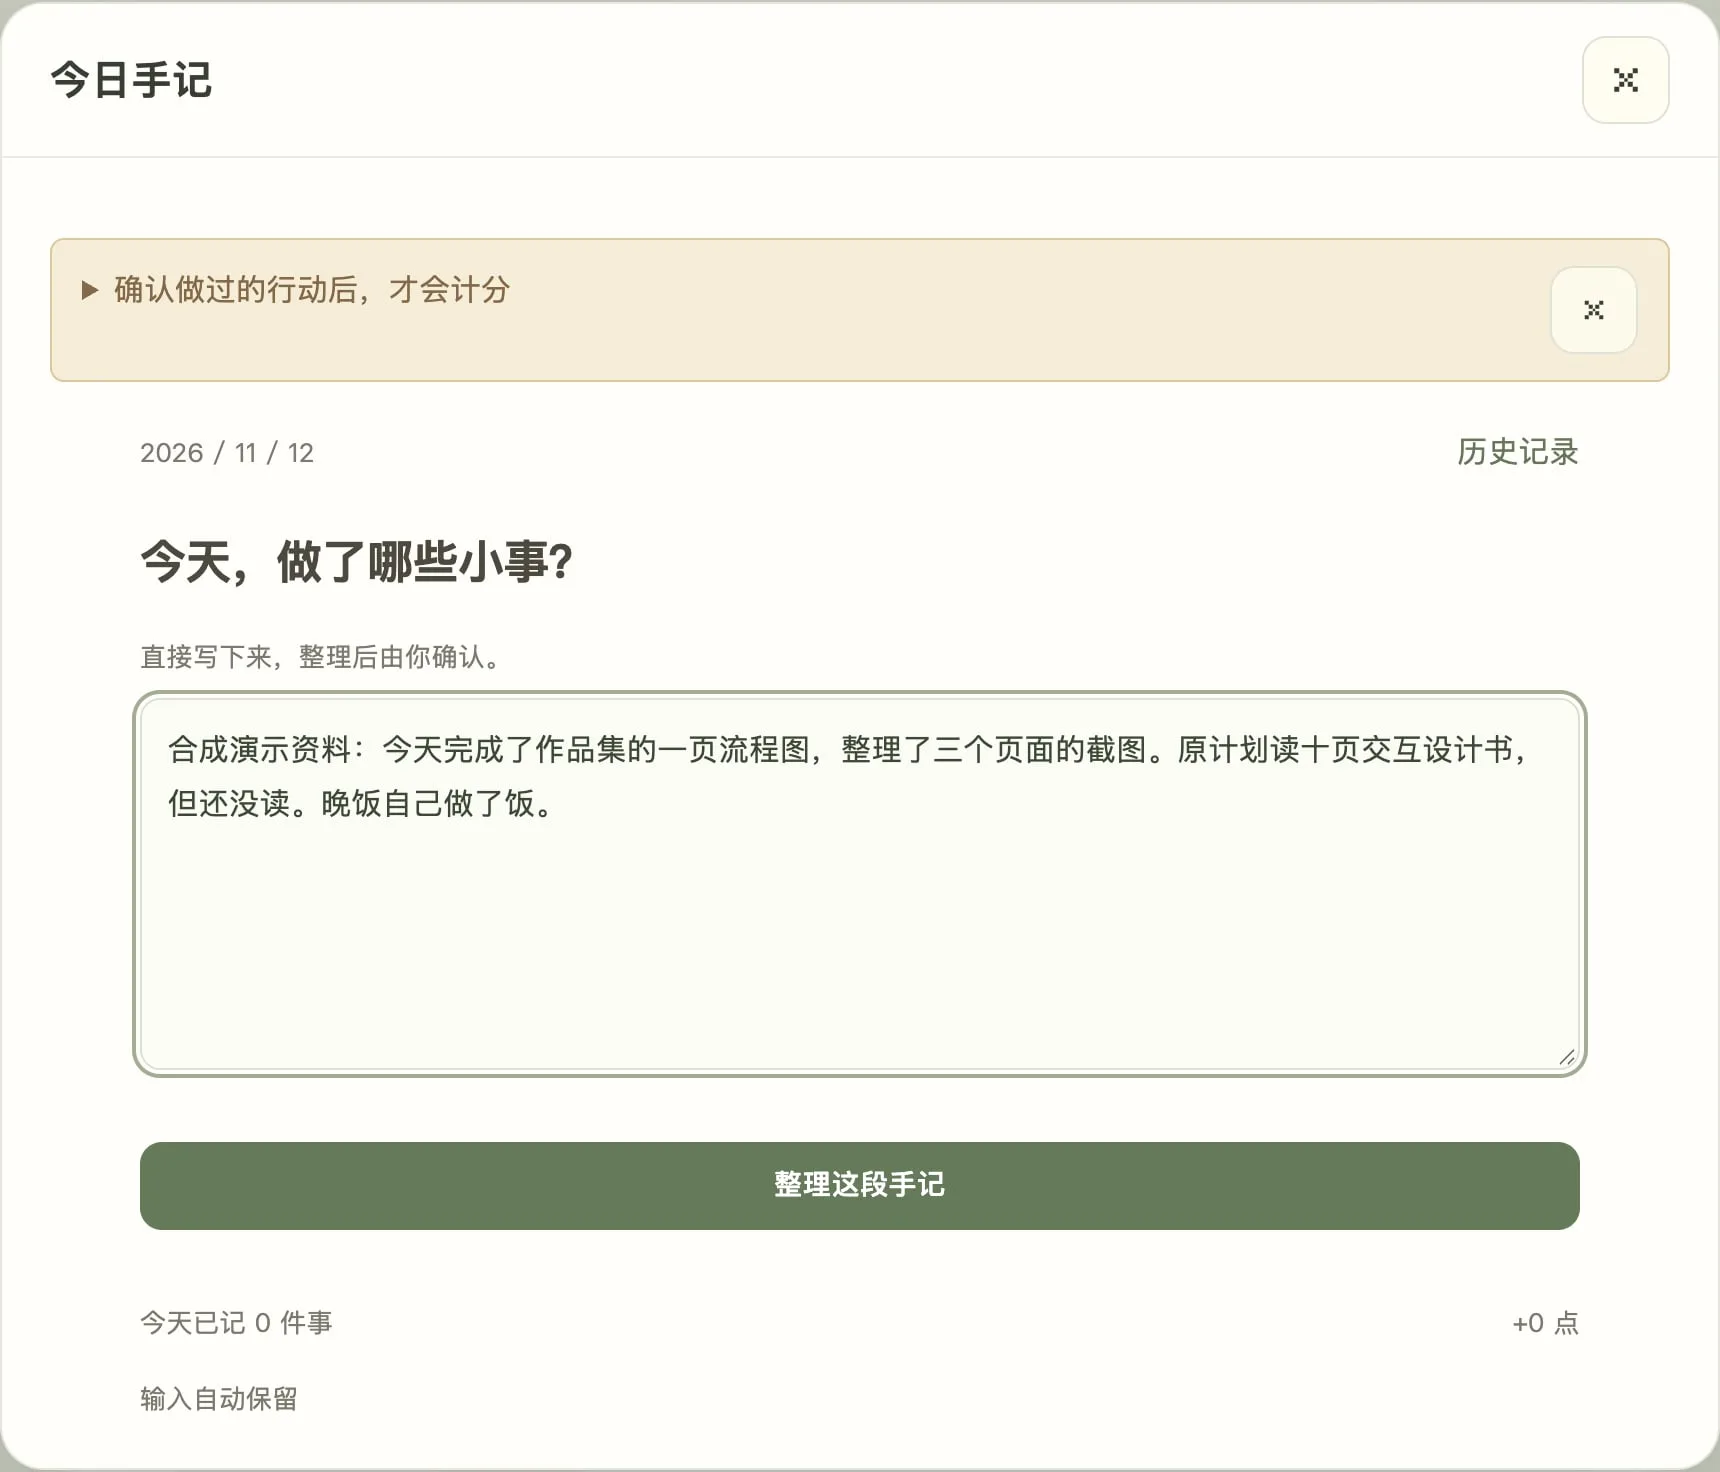 今日手记
确认做过的行动后，才会计分
2026 / 11 / 12
历史记录
今天，做了哪些小事？
直接写下来，整理后由你确认。
合成演示资料：今天完成了作品集的一页流程图，整理了三个页面的截图。原计划读十页交互设计书，
但还没读。晚饭自己做了饭。
整理这段手记
今天已记 0 件事
+0 点
输入自动保留